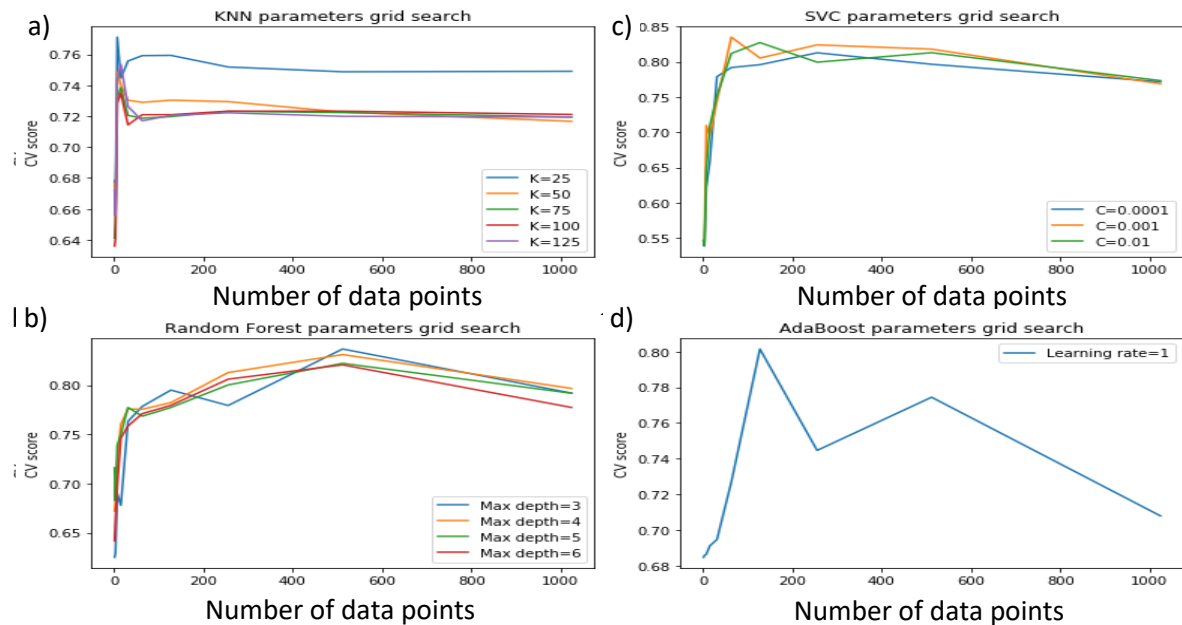 a)
KNN parameters grid search
0.76
0.74
0.72
0.70
0.68
0.66
0.64
CV score
K=25
K=50
K=75
K=100
K=125
0 200 400 600 800 1000
Number of data points
c)
SVC parameters grid search
0.85
0.80
0.75
0.70
0.65
0.60
0.55
CV score
C=0.0001
C=0.001
C=0.01
0 200 400 600 800 1000
Number of data points
b)
Random Forest parameters grid search
0.80
0.75
0.70
0.65
CV score
Max depth=3
Max depth=4
Max depth=5
Max depth=6
0 200 400 600 800 1000
Number of data points
d)
AdaBoost parameters grid search
0.80
0.78
0.76
0.74
0.72
0.70
0.68
CV score
Learning rate=1
0 200 400 600 800 1000
Number of data points